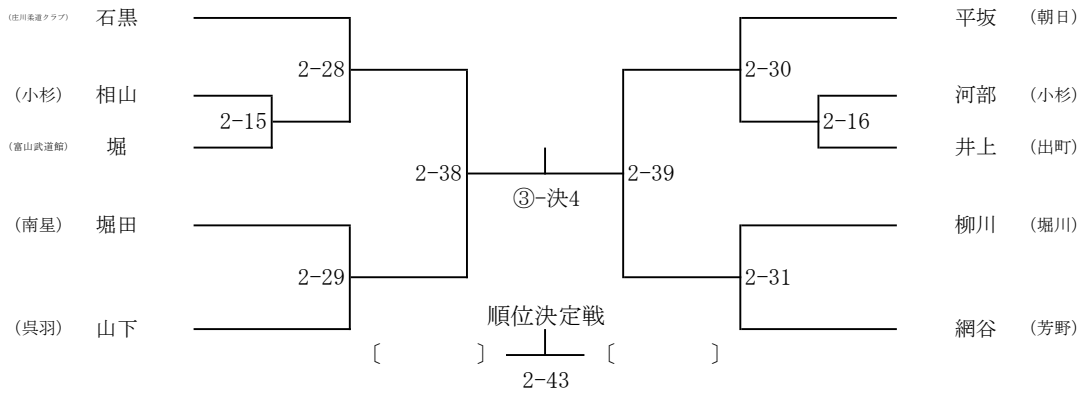 (庄川柔道クラブ) 石黒
2-28
(小杉) 相山
2-15
(富山武道館) 堀
2-38
(南星) 堀田
2-29
(呉羽) 山下
③-決4
平坂 (朝日)
2-30
河部 (小杉)
2-16
井上 (出町)
2-39
柳川 (堀川)
2-31
網谷 (芳野)
順位決定戦
〔 〕 〔 〕
2-43